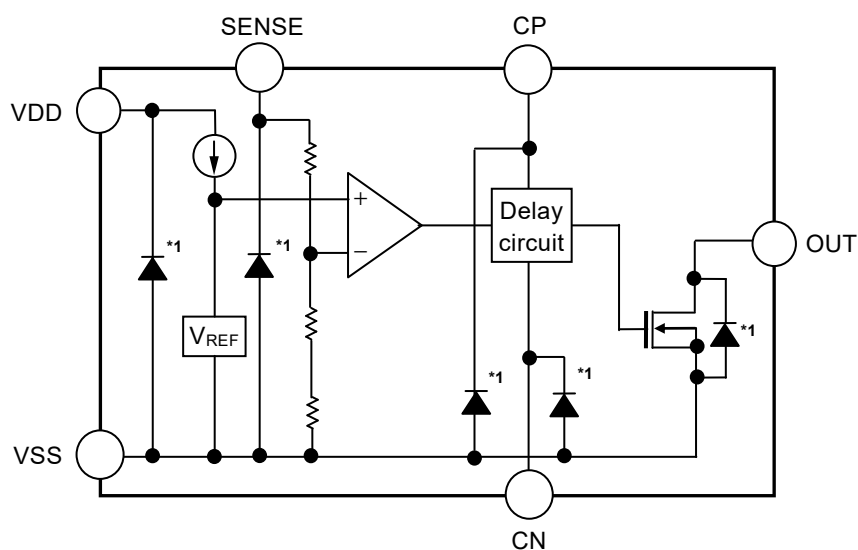 SENSE
CP
VDD
+
−
*1
*1
Delay
circuit
OUT
VREF
*1
*1
*1
VSS
CN